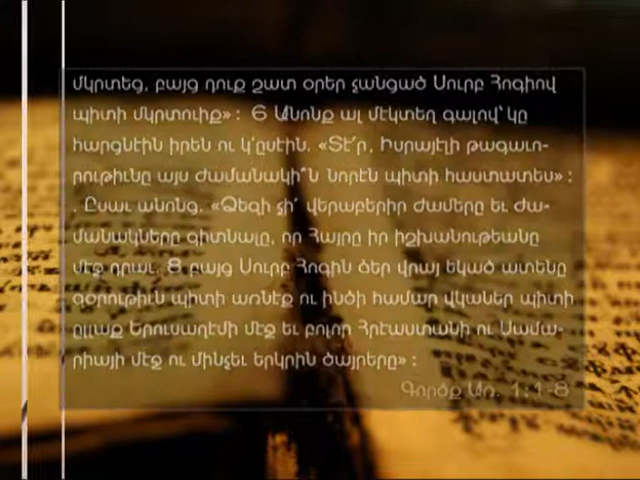 մկրտեց, բայց դուք շատ օրեր չանցած Սուրբ Հոգիով
պիտի մկրտուիք» : 6 Անոնք ալ մէկտեղ գալով՝ կը
հարցնէին իրեն ու կ՚ըսէին. «Տէ՛ր, Իսրայէլի թագաւո-
րութիւնը այս ժամանակի՞ն նորէն պիտի հաստատես» :
. Ըսաւ անոնց. «Ձեզի չի՛ վերաբերիր ժամերը եւ ժա-
մանակները գիտնալը, որ Հայրը իր իշխանութեանը
մէջ դրաւ. 8 բայց Սուրբ Հոգին ձեր վրայ եկած ատենը
զօրութիւն պիտի առնէք ու ինծի համար վկաներ պիտի
ըլլաք Երուսաղէմի մէջ եւ բոլոր Հրէաստանի ու Սամա-
րիայի մէջ ու մինչեւ երկրին ծայրերը» :
Գործք Առ. 1:1-8